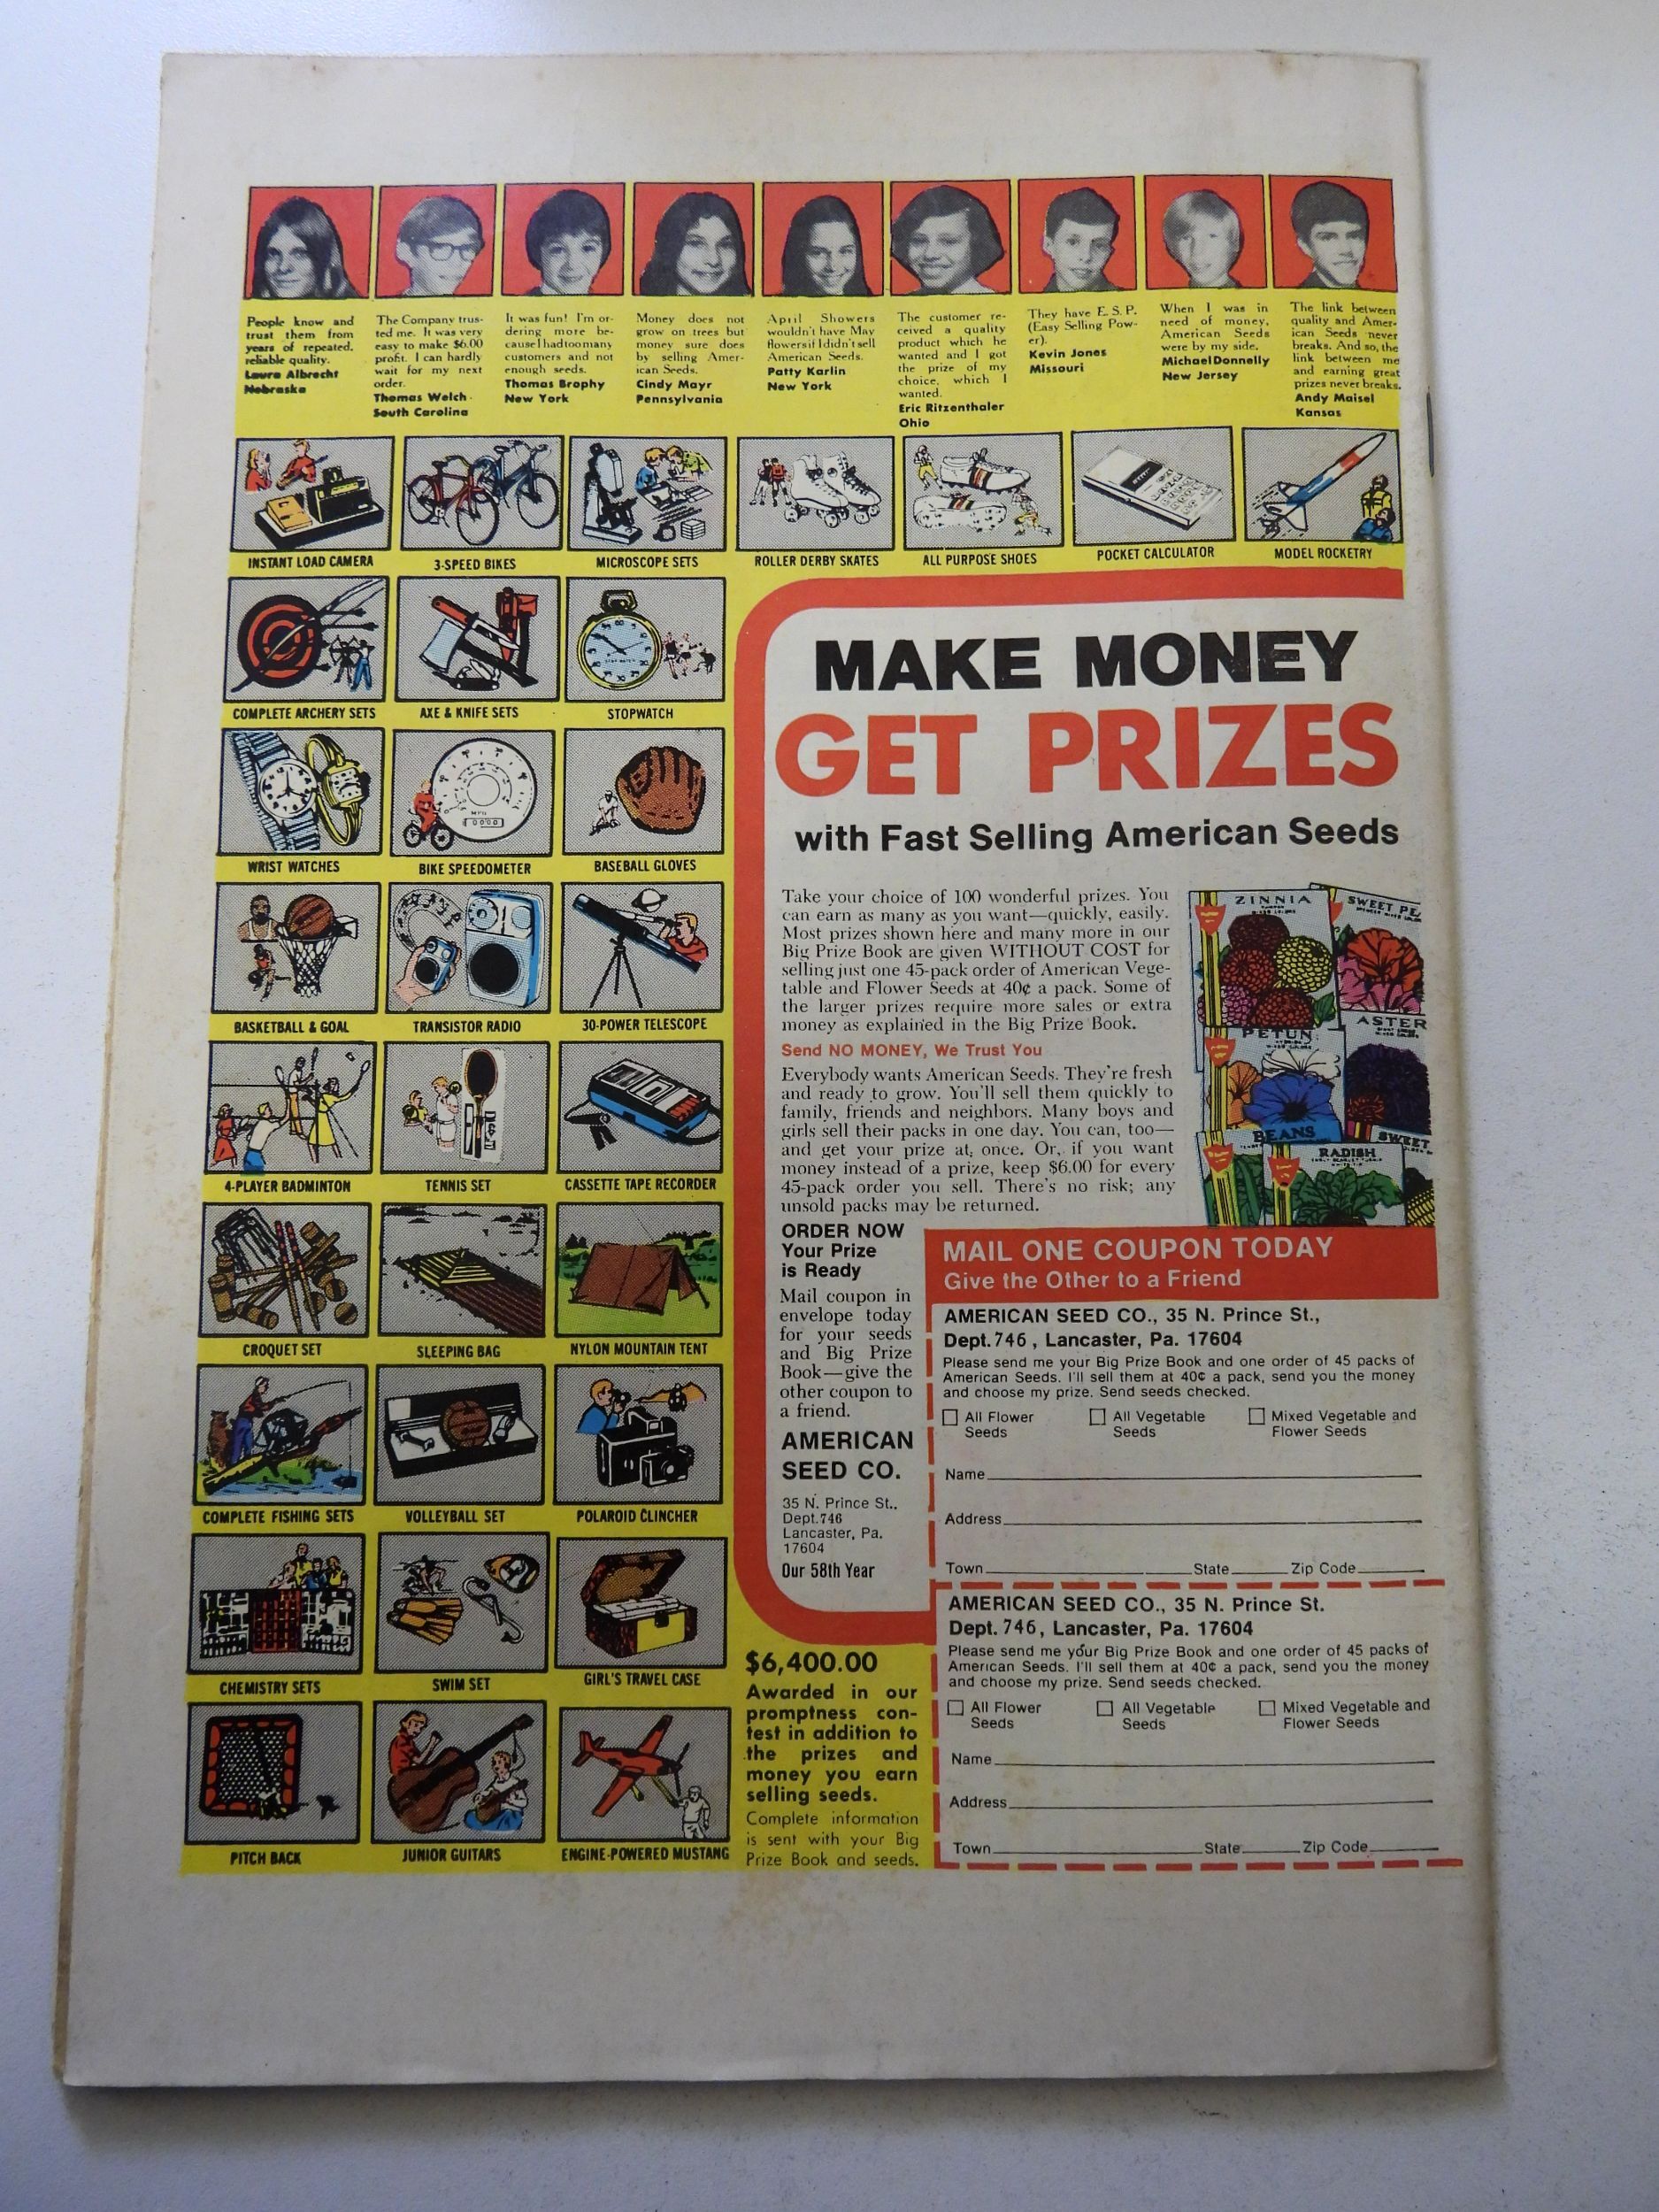 People know and
trust them from
years of repeated,
reliable quality.
Laura Albrecht
Nebraska
The Company trus-
ted me. It was very
easy to make $6.00
profit. I can hardly
wait for my next
order.
Thomas Welch
South Carolina
It was fun! I'm or-
dering more be-
cause I had too many
customers and not
enough seeds.
Thomas Brophy
New York
Money does not
grow on trees but
money sure does
by selling Amer-
ican Seeds.
Cindy Mayr
Pennsylvania
April Showers
wouldn't have May
flowers if I didn't sell
American Seeds.
Patty Karlin
New York
The customer re-
ceived a quality
product which he
wanted and I got
the prize of my
choice, which I
wanted.
Eric Ritzenthaler
Ohio
They have E. S. P.
(Easy Selling Pow-
er).
Kevin Jones
Missouri
When I was in
need of money,
American Seeds
were by my side.
Michael Donnelly
New Jersey
The link between
quality and Amer-
ican Seeds never
breaks. And so, the
link between me
and earning great
prizes never breaks.
Andy Maisel
Kansas
INSTANT LOAD CAMERA
3-SPEED BIKES
MICROSCOPE SETS
ROLLER DERBY SKATES
ALL PURPOSE SHOES
POCKET CALCULATOR
MODEL ROCKETRY
COMPLETE ARCHERY SETS
AXE & KNIFE SETS
STOPWATCH
WRIST WATCHES
BIKE SPEEDOMETER
BASEBALL GLOVES
BASKETBALL & GOAL
TRANSISTOR RADIO
30-POWER TELESCOPE
4-PLAYER BADMINTON
TENNIS SET
CASSETTE TAPE RECORDER
CROQUET SET
SLEEPING BAG
NYLON MOUNTAIN TENT
COMPLETE FISHING SETS
VOLLEYBALL SET
POLAROID CLINCHER
CHEMISTRY SETS
SWIM SET
GIRL'S TRAVEL CASE
PITCH BACK
JUNIOR GUITARS
ENGINE-POWERED MUSTANG
MAKE MONEY
GET PRIZES
with Fast Selling American Seeds
Take your choice of 100 wonderful prizes. You
can earn as many as you want—quickly, easily.
Most prizes shown here and many more in our
Big Prize Book are given WITHOUT COST for
selling just one 45-pack order of American Vege-
table and Flower Seeds at 40¢ a pack. Some of
the larger prizes require more sales or extra
money as explained in the Big Prize Book.
Send NO MONEY, We Trust You
Everybody wants American Seeds. They're fresh
and ready to grow. You'll sell them quickly to
family, friends and neighbors. Many boys and
girls sell their packs in one day. You can, too—
and get your prize at once. Or, if you want
money instead of a prize, keep $6.00 for every
45-pack order you sell. There's no risk; any
unsold packs may be returned.
ZINNIA
SWEET PE
PETUN
ASTER
BEANS
SWEET
RADISH
ORDER NOW
Your Prize
is Ready
Mail coupon in
envelope today
for your seeds
and Big Prize
Book—give the
other coupon to
a friend.
AMERICAN
SEED CO.
35 N. Prince St.,
Dept.746
Lancaster, Pa.
17604
Our 58th Year
$6,400.00
Awarded in our
promptness con-
test in addition to
the prizes and
money you earn
selling seeds.
Complete information
is sent with your Big
Prize Book and seeds.
MAIL ONE COUPON TODAY
Give the Other to a Friend
AMERICAN SEED CO., 35 N. Prince St.,
Dept.746, Lancaster, Pa. 17604
Please send me your Big Prize Book and one order of 45 packs of
American Seeds. I'll sell them at 40¢ a pack, send you the money
and choose my prize. Send seeds checked.
All Flower All Vegetable Mixed Vegetable and
Seeds Seeds Flower Seeds
Name
Address
Town State Zip Code
AMERICAN SEED CO., 35 N. Prince St.
Dept. 746, Lancaster, Pa. 17604
Please send me your Big Prize Book and one order of 45 packs of
American Seeds. I'll sell them at 40¢ a pack, send you the money
and choose my prize. Send seeds checked.
All Flower All Vegetable Mixed Vegetable and
Seeds Seeds Flower Seeds
Name
Address
Town State Zip Code